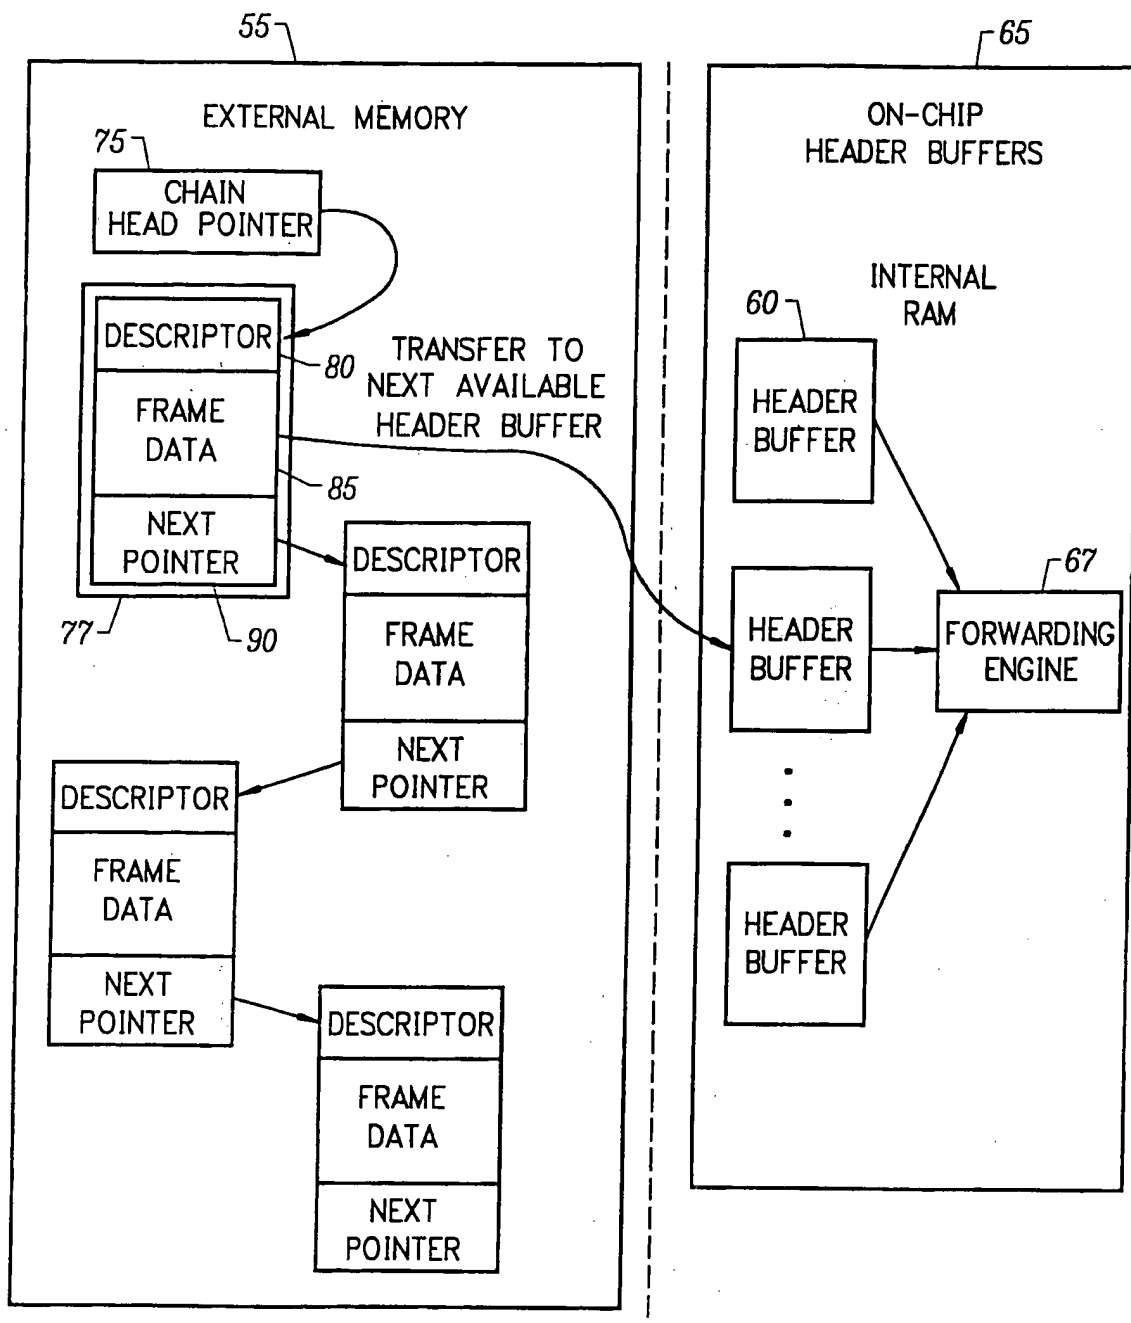 55
65
EXTERNAL MEMORY
75
CHAIN
HEAD POINTER
DESCRIPTOR
80
FRAME
DATA
85
NEXT
POINTER
77
90
TRANSFER TO
NEXT AVAILABLE
HEADER BUFFER
DESCRIPTOR
FRAME
DATA
NEXT
POINTER
DESCRIPTOR
FRAME
DATA
NEXT
POINTER
DESCRIPTOR
FRAME
DATA
NEXT
POINTER
ON-CHIP
HEADER BUFFERS
INTERNAL
RAM
60
HEADER
BUFFER
HEADER
BUFFER
67
FORWARDING
ENGINE
HEADER
BUFFER